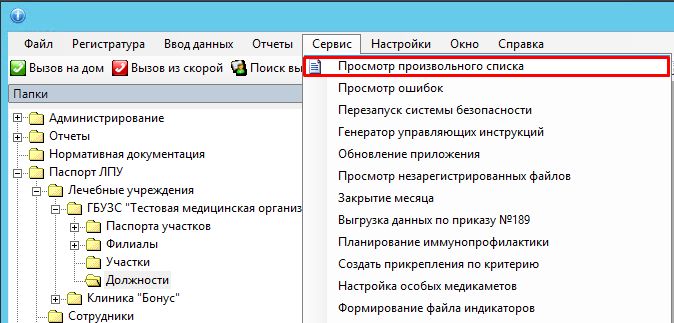 Файл Регистратура Ввод данных Отчеты Сервис Настройки Окно Справка
Вызов на дом Вызов из скорой Поиск вы
Папки
Администрирование
Отчеты
Нормативная документация
Паспорт ЛПУ
Лечебные учреждения
ГБУЗС "Тестовая медицинская органи
Паспорта участков
Филиалы
Участки
Должности
Клиника "Бонус"
Сотрудники
Просмотр произвольного списка
Просмотр ошибок
Перезапуск системы безопасности
Генератор управляющих инструкций
Обновление приложения
Просмотр незарегистрированных файлов
Закрытие месяца
Выгрузка данных по приказу №189
Планирование иммунопрофилактики
Создать прикрепления по критерию
Настройка особых медикаметов
Формирование файла индикаторов